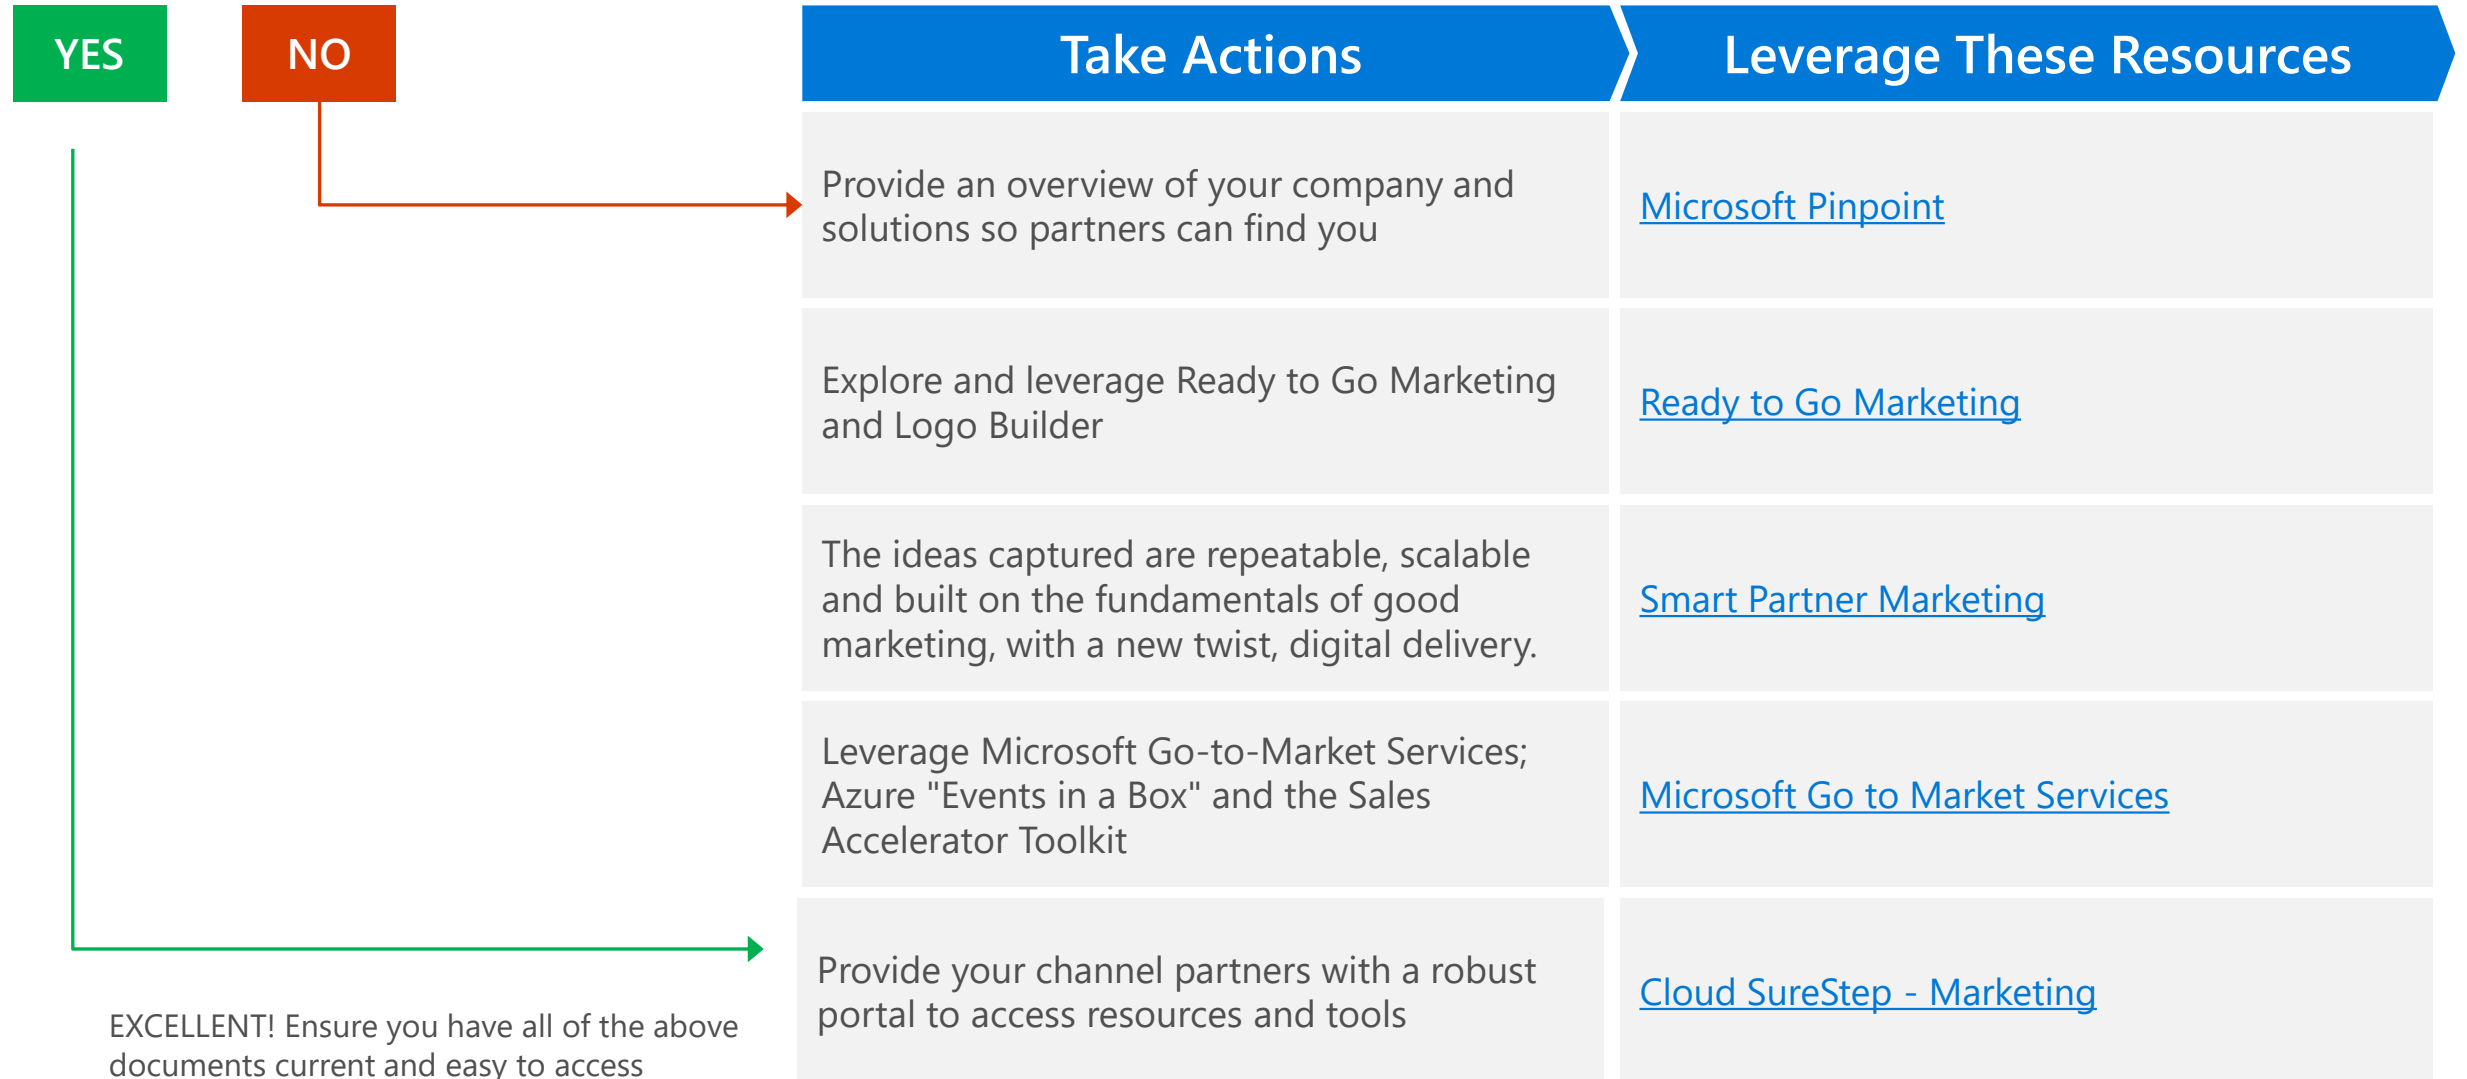 YES
NO
Take Actions
Leverage These Resources
Provide an overview of your company and
solutions so partners can find you
Microsoft Pinpoint
Explore and leverage Ready to Go Marketing
and Logo Builder
Ready to Go Marketing
The ideas captured are repeatable, scalable
and built on the fundamentals of good
marketing, with a new twist, digital delivery.
Smart Partner Marketing
Leverage Microsoft Go-to-Market Services;
Azure "Events in a Box" and the Sales
Accelerator Toolkit
Microsoft Go to Market Services
Provide your channel partners with a robust
portal to access resources and tools
Cloud SureStep - Marketing
EXCELLENT! Ensure you have all of the above
documents current and easy to access